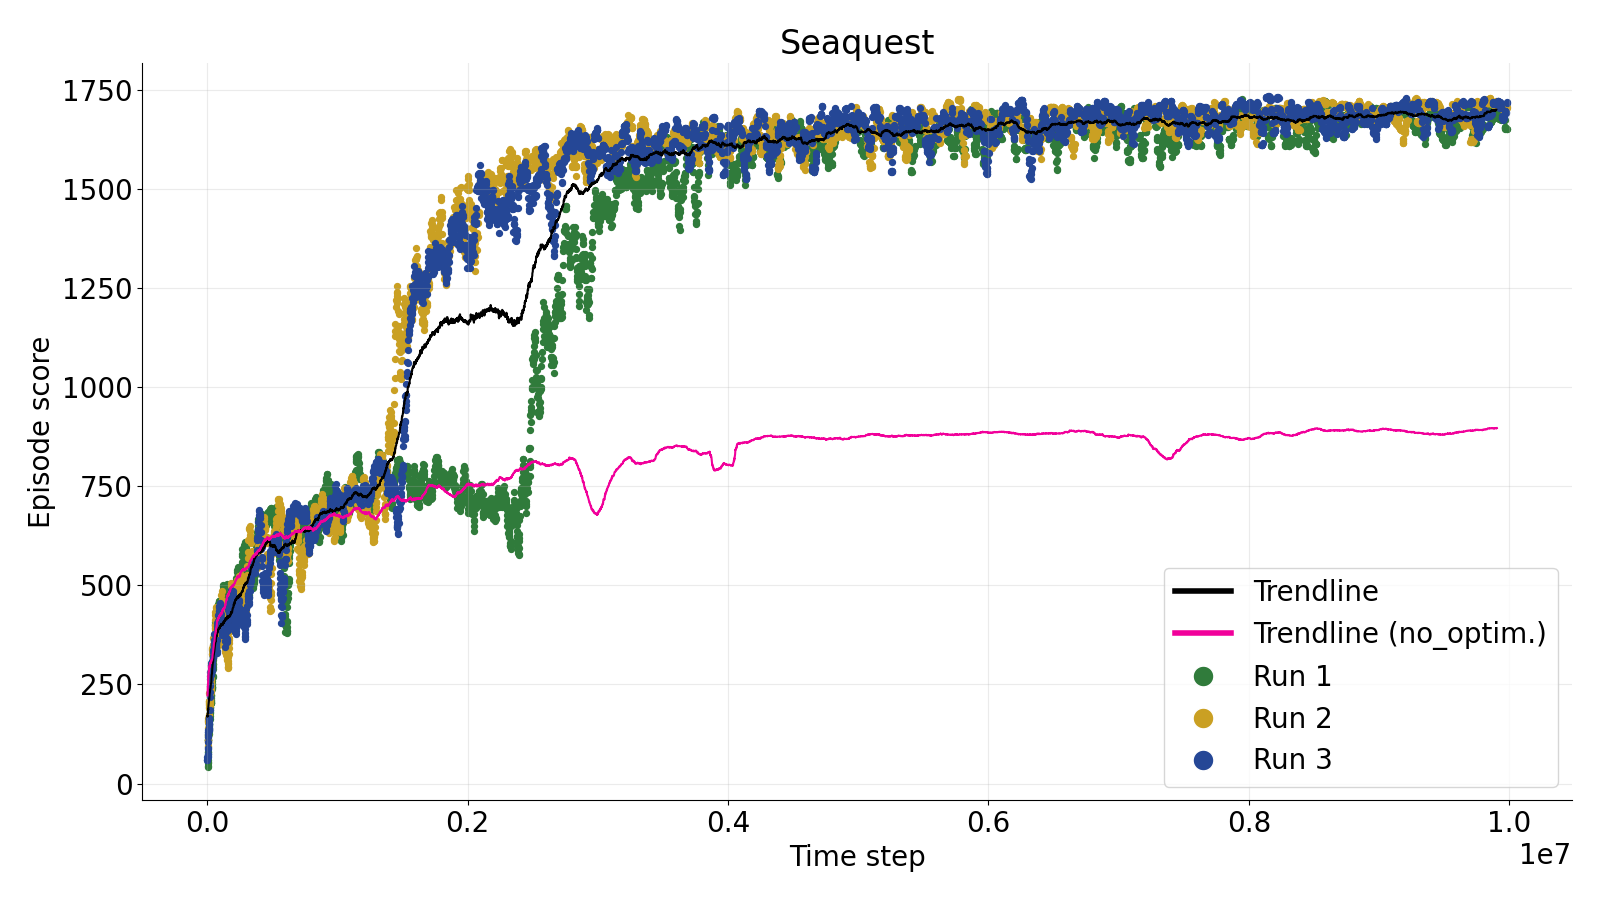 Seaquest
Episode score
1750
1500
1250
1000
750
500
250
0
0.0 0.2 0.4 0.6 0.8 1.0
1e7
Time step
Trendline
Trendline (no_optim.)
Run 1
Run 2
Run 3